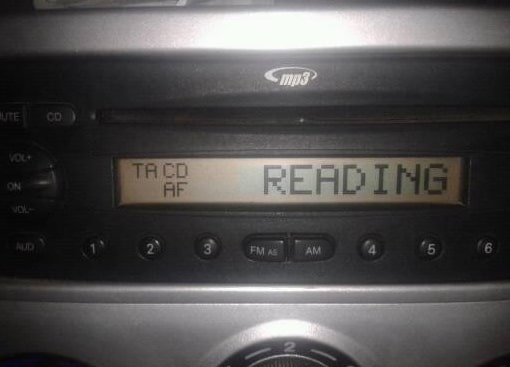 mp3
MUTE CD
VOL+
TA CD READING
AF
ON
VOL-
AUD 1 2 3 FM AS AM 4 5 6
2